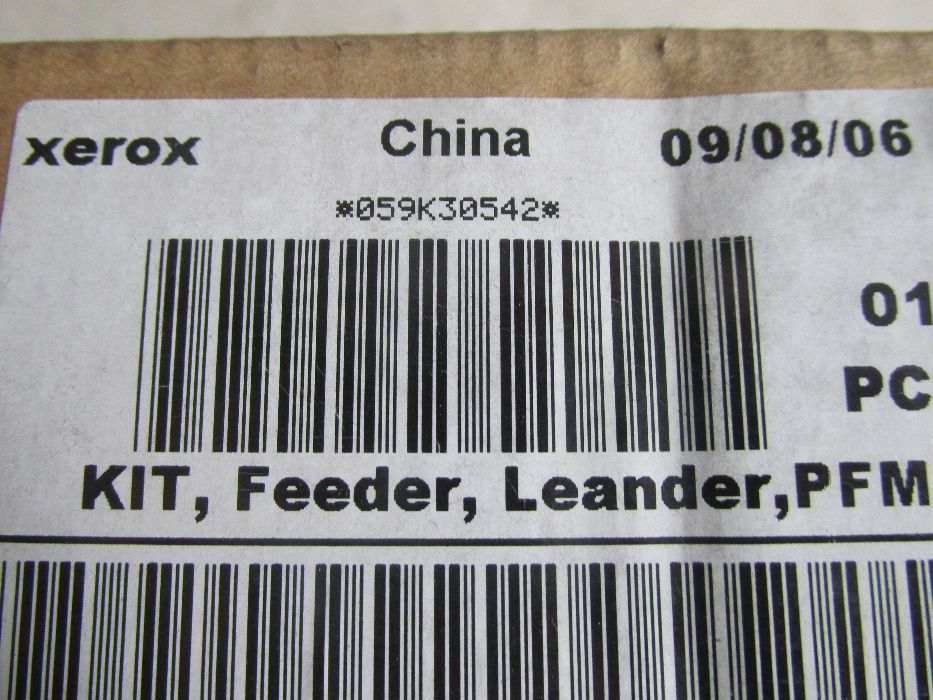 xerox China 09/08/06
*059K30542*
01
PC
KIT, Feeder, Leander,PFM